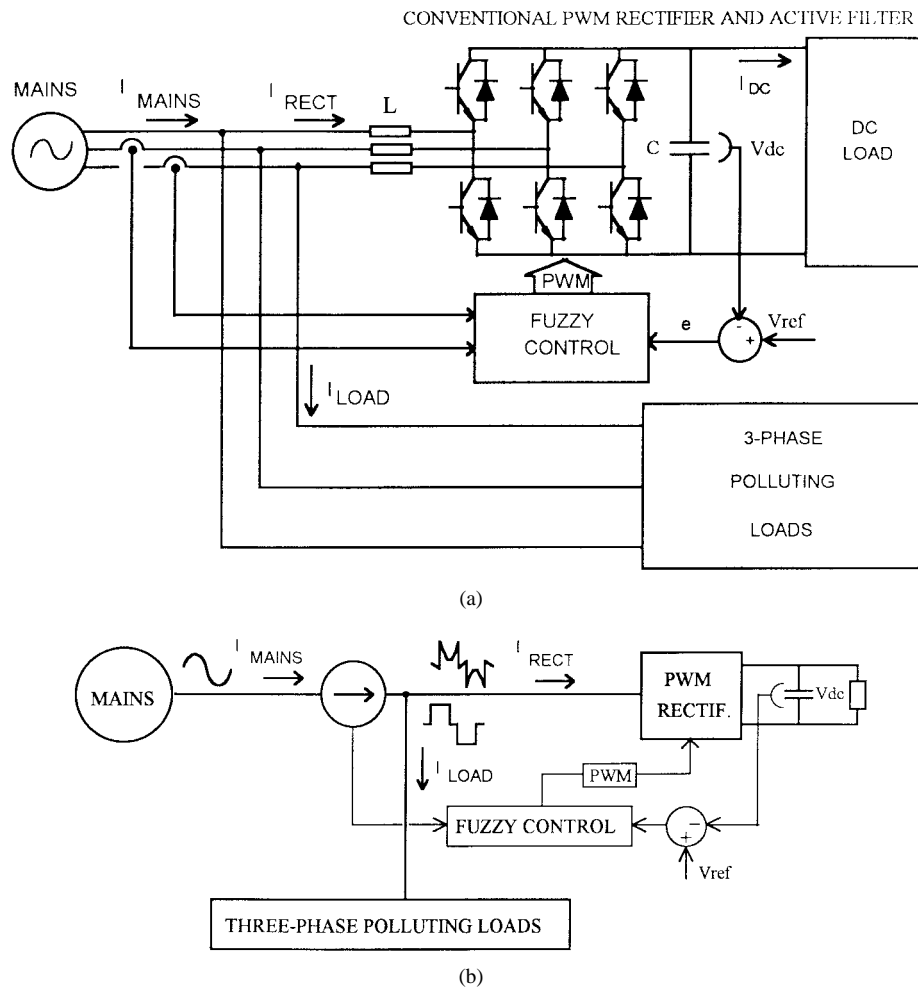 CONVENTIONAL PWM RECTIFIER AND ACTIVE FILTER
MAINS
I MAINS
I RECT
L
I DC
C
Vdc
DC
LOAD
PWM
FUZZY
CONTROL
e
-
+
Vref
I LOAD
3-PHASE
POLLUTING
LOADS
(a)
MAINS
I MAINS
I RECT
PWM
RECTIF.
Vdc
I LOAD
PWM
FUZZY CONTROL
−
+
Vref
THREE-PHASE POLLUTING LOADS
(b)